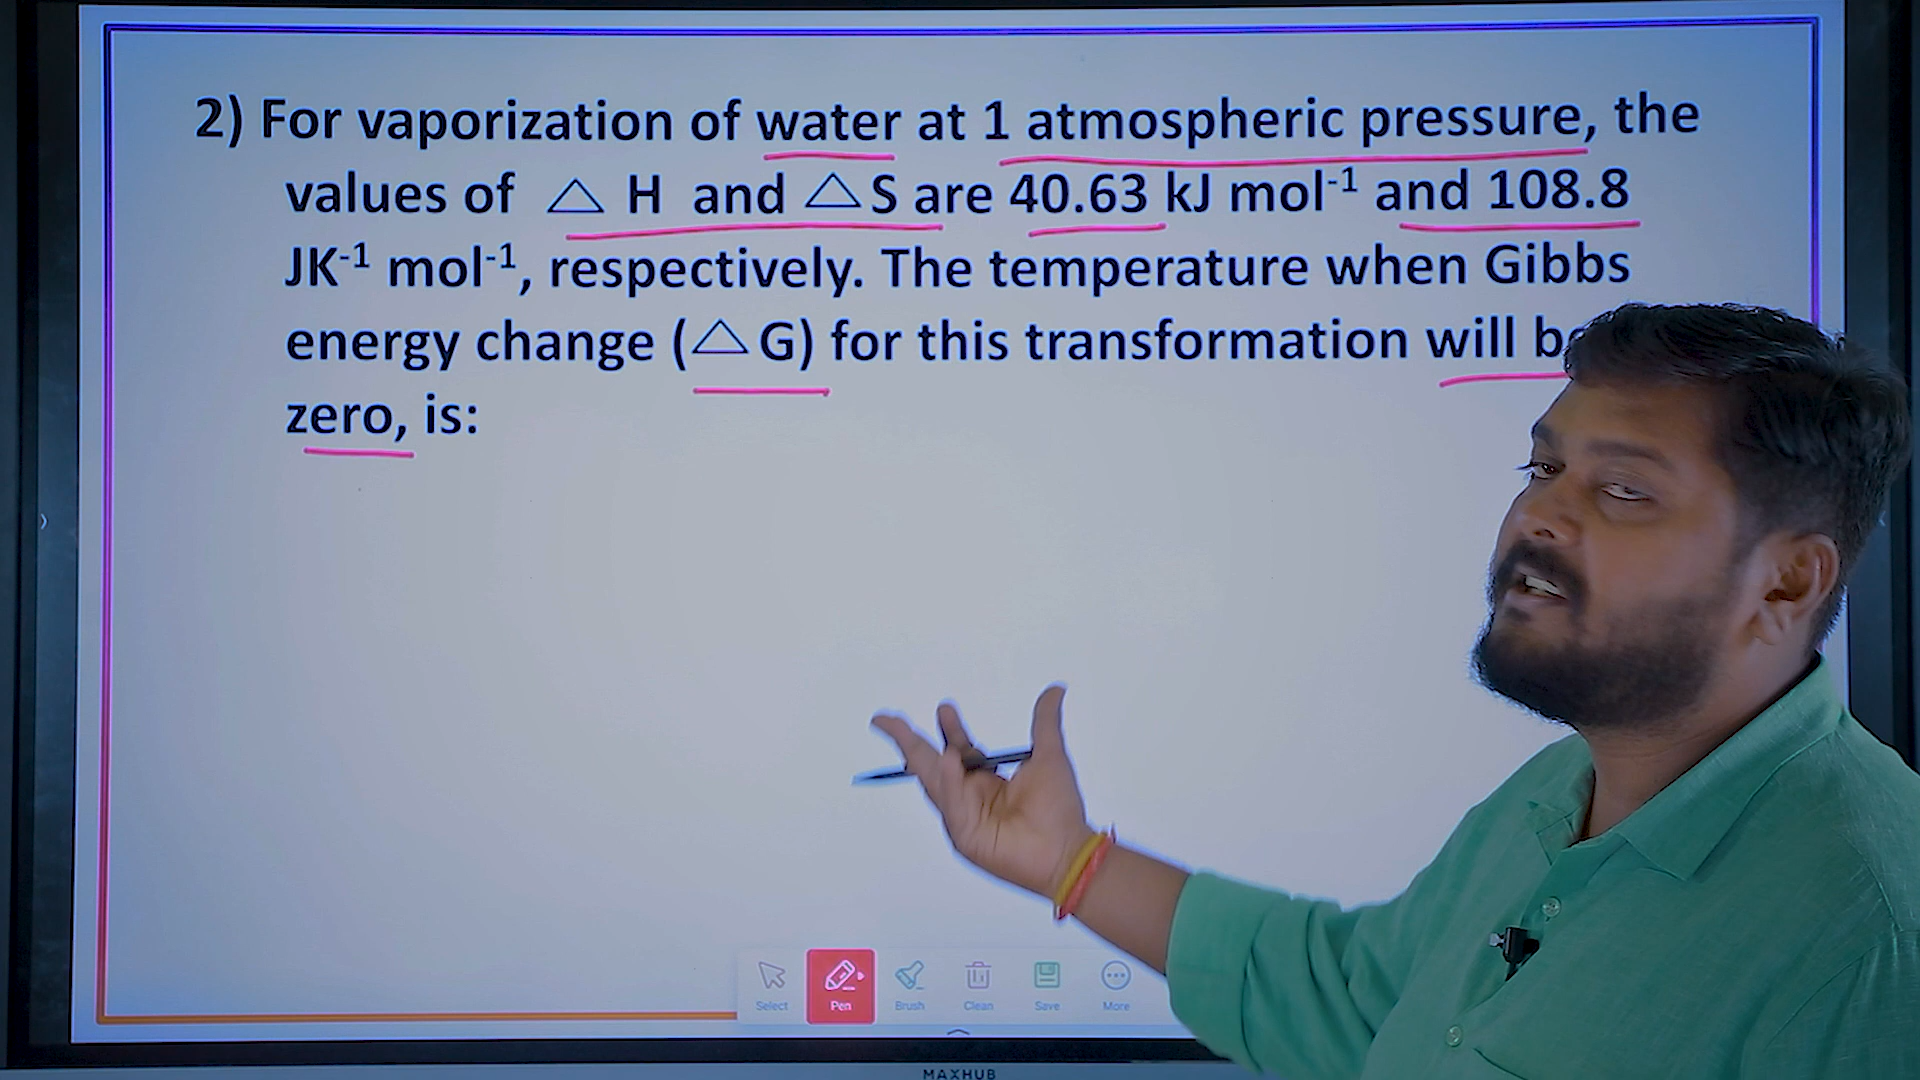 2) For vaporization of water at 1 atmospheric pressure, the
values of △ H and △ S are 40.63 kJ mol⁻¹ and 108.8
JK⁻¹ mol⁻¹, respectively. The temperature when Gibbs
energy change (△ G) for this transformation will be
zero, is:
Select Pen Brush Clean Save More
MAXHUB